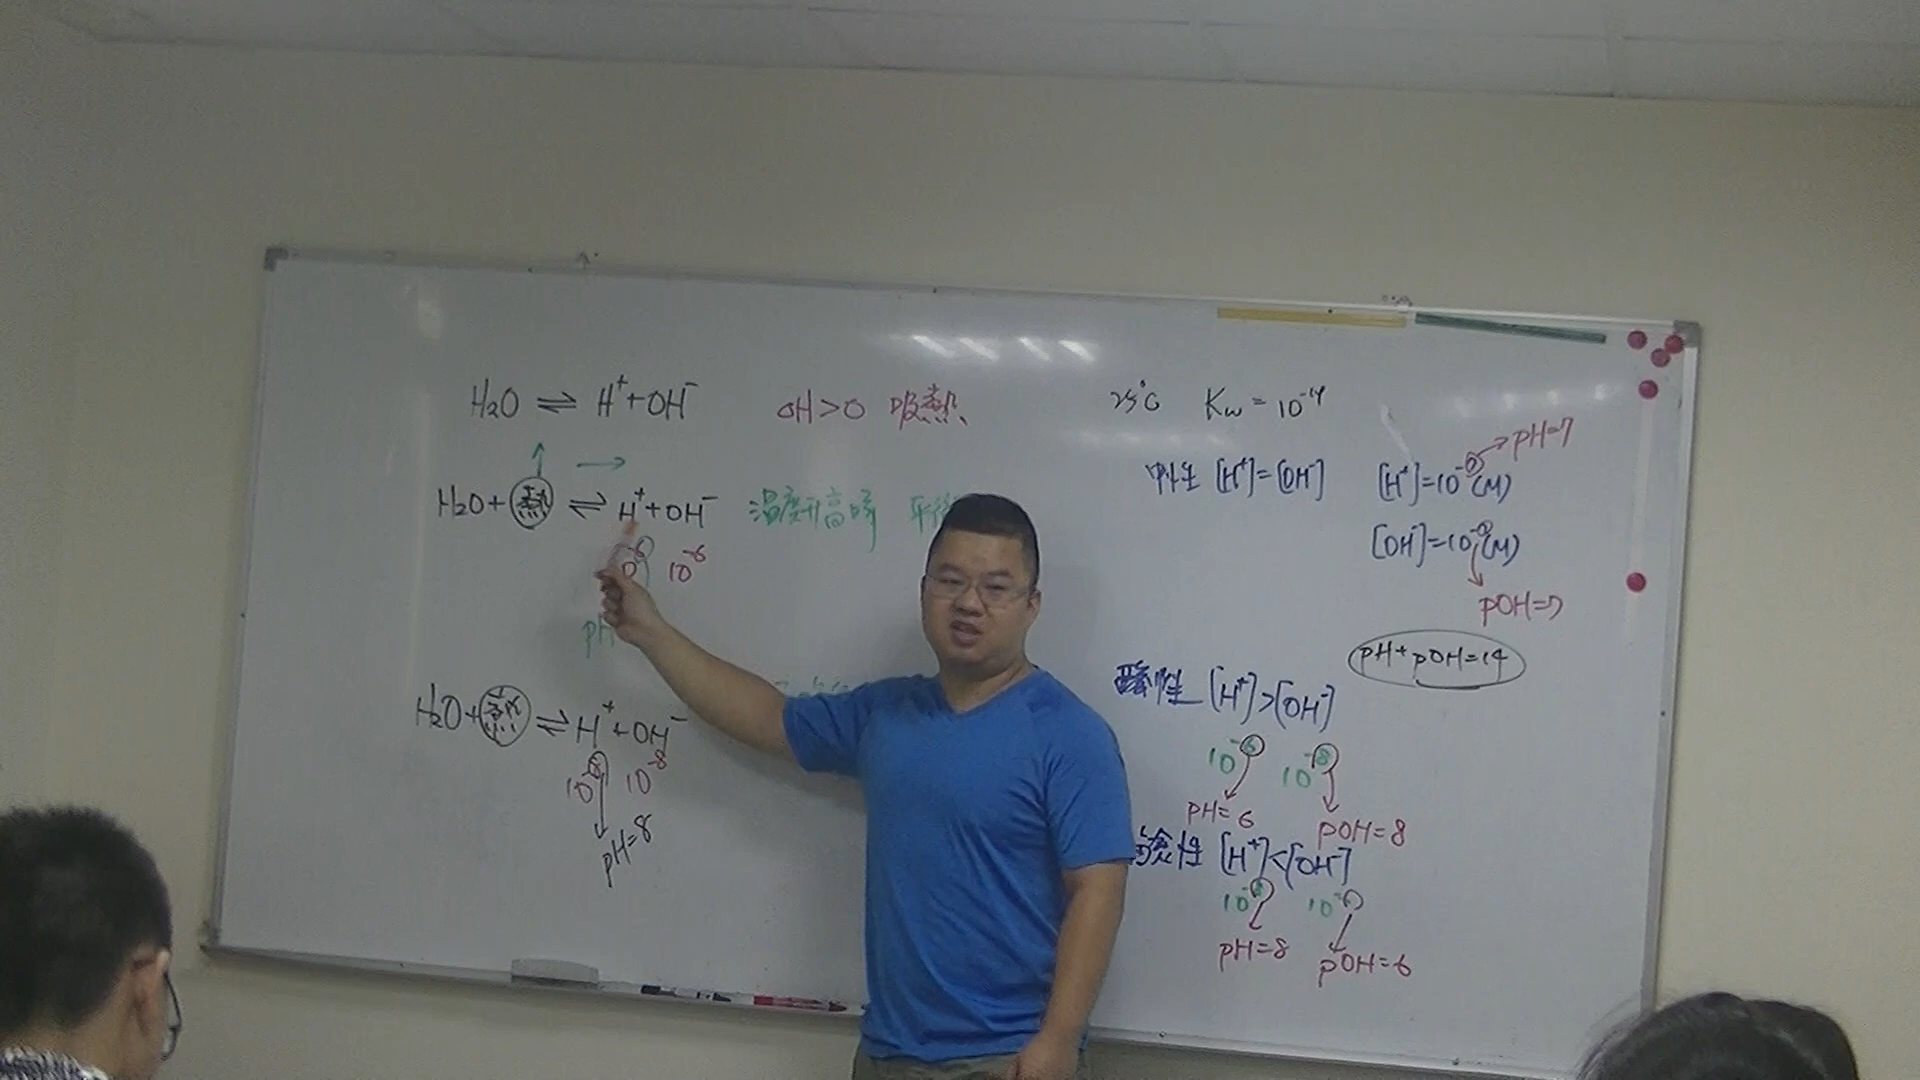 H₂O ⇌ H⁺+OH⁻
ΔH>0 吸熱
H₂O+熱 ⇌ H⁺+OH⁻
溫度升高時 平衡
10⁻⁶ 10⁻⁶
pH
H₂O+熱 ⇌ H⁺+OH⁻
10⁻⁸ 10⁻⁸
pH=8
25°C Kw=10⁻¹⁴
中性 [H⁺]=[OH⁻]
[H⁺]=10⁻⁷(M)
pH=7
[OH⁻]=10⁻⁷(M)
pOH=7
pH+pOH=14
酸性 [H⁺]>[OH⁻]
10⁻⁶ 10⁻⁸
pH=6 pOH=8
鹼性 [H⁺]<[OH⁻]
10⁻⁸ 10⁻⁶
pH=8 pOH=6